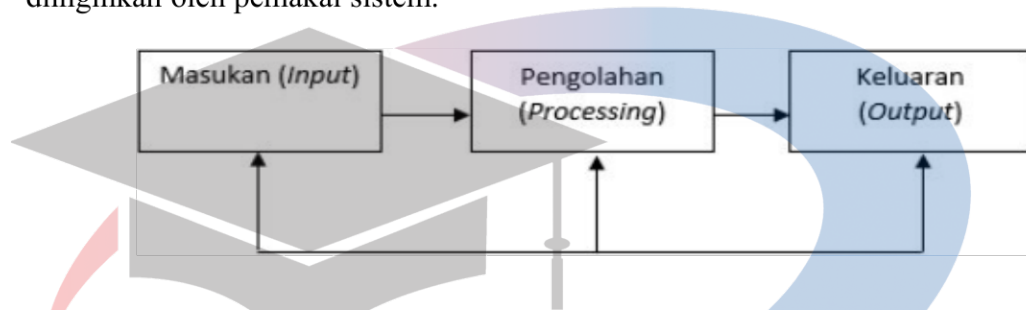 diinginkan oleh pemakai sistem.
Masukan (Input)
Pengolahan
(Processing)
Keluaran
(Output)